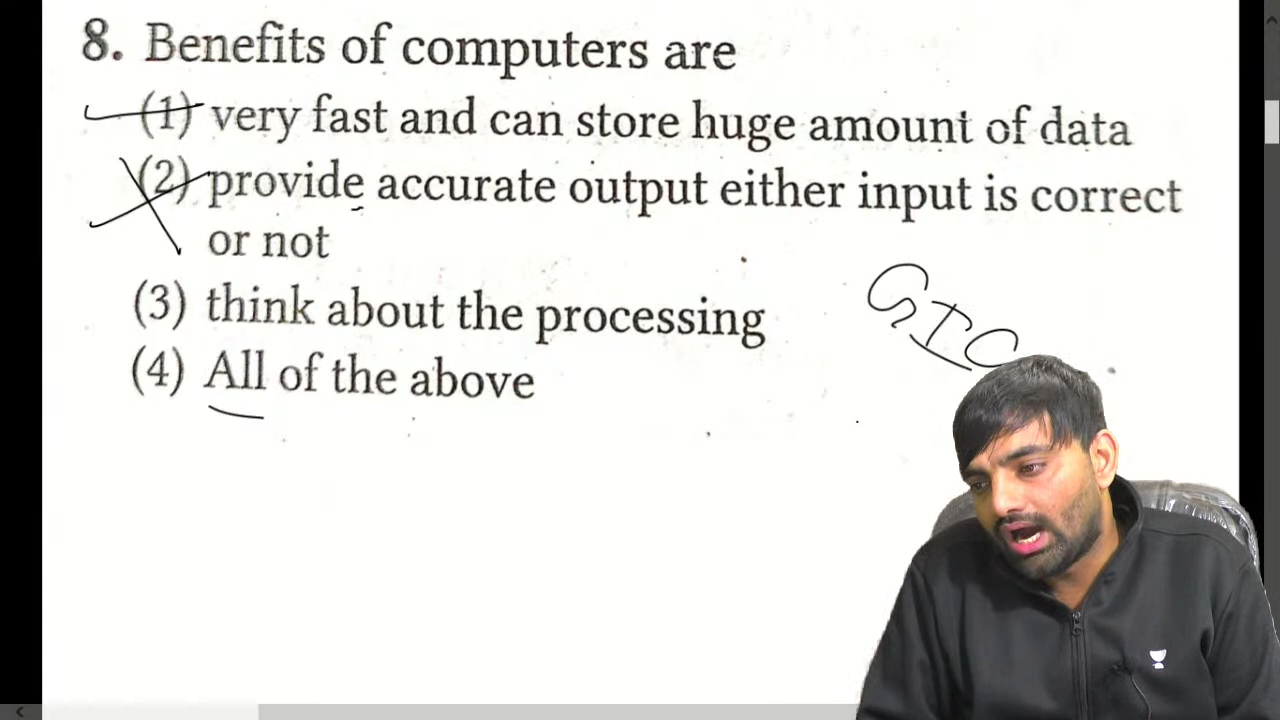 8. Benefits of computers are
(1) very fast and can store huge amount of data
(2) provide accurate output either input is correct
or not
(3) think about the processing
(4) All of the above
GIG